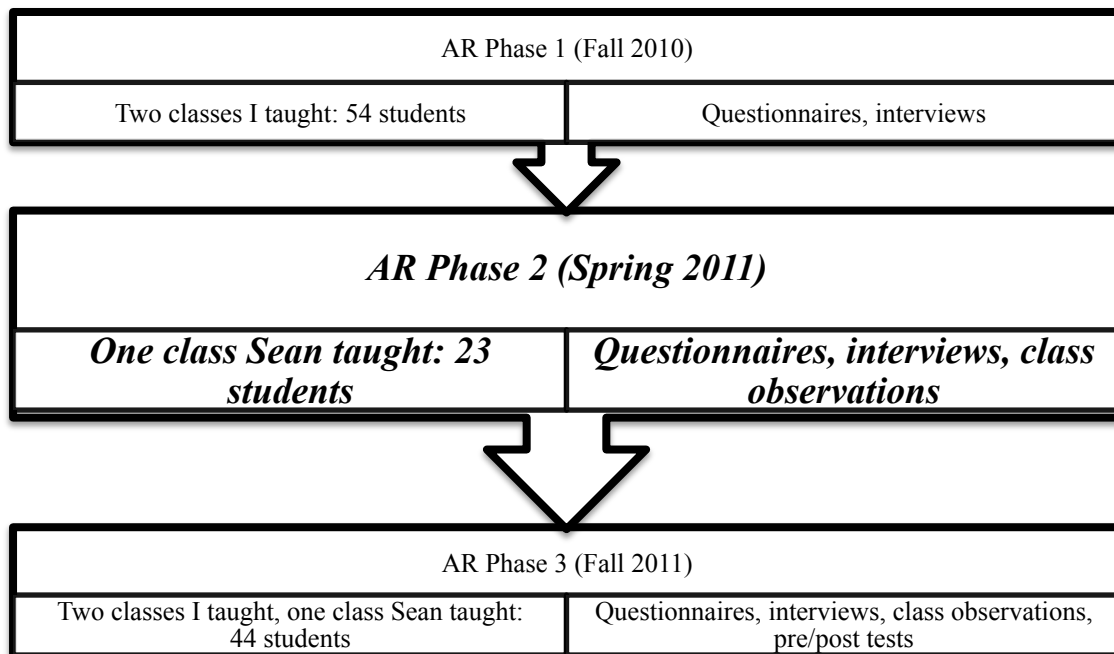 AR Phase 1 (Fall 2010)
Two classes I taught: 54 students
Questionnaires, interviews
AR Phase 2 (Spring 2011)
One class Sean taught: 23
students
Questionnaires, interviews, class
observations
AR Phase 3 (Fall 2011)
Two classes I taught, one class Sean taught:
44 students
Questionnaires, interviews, class observations,
pre/post tests